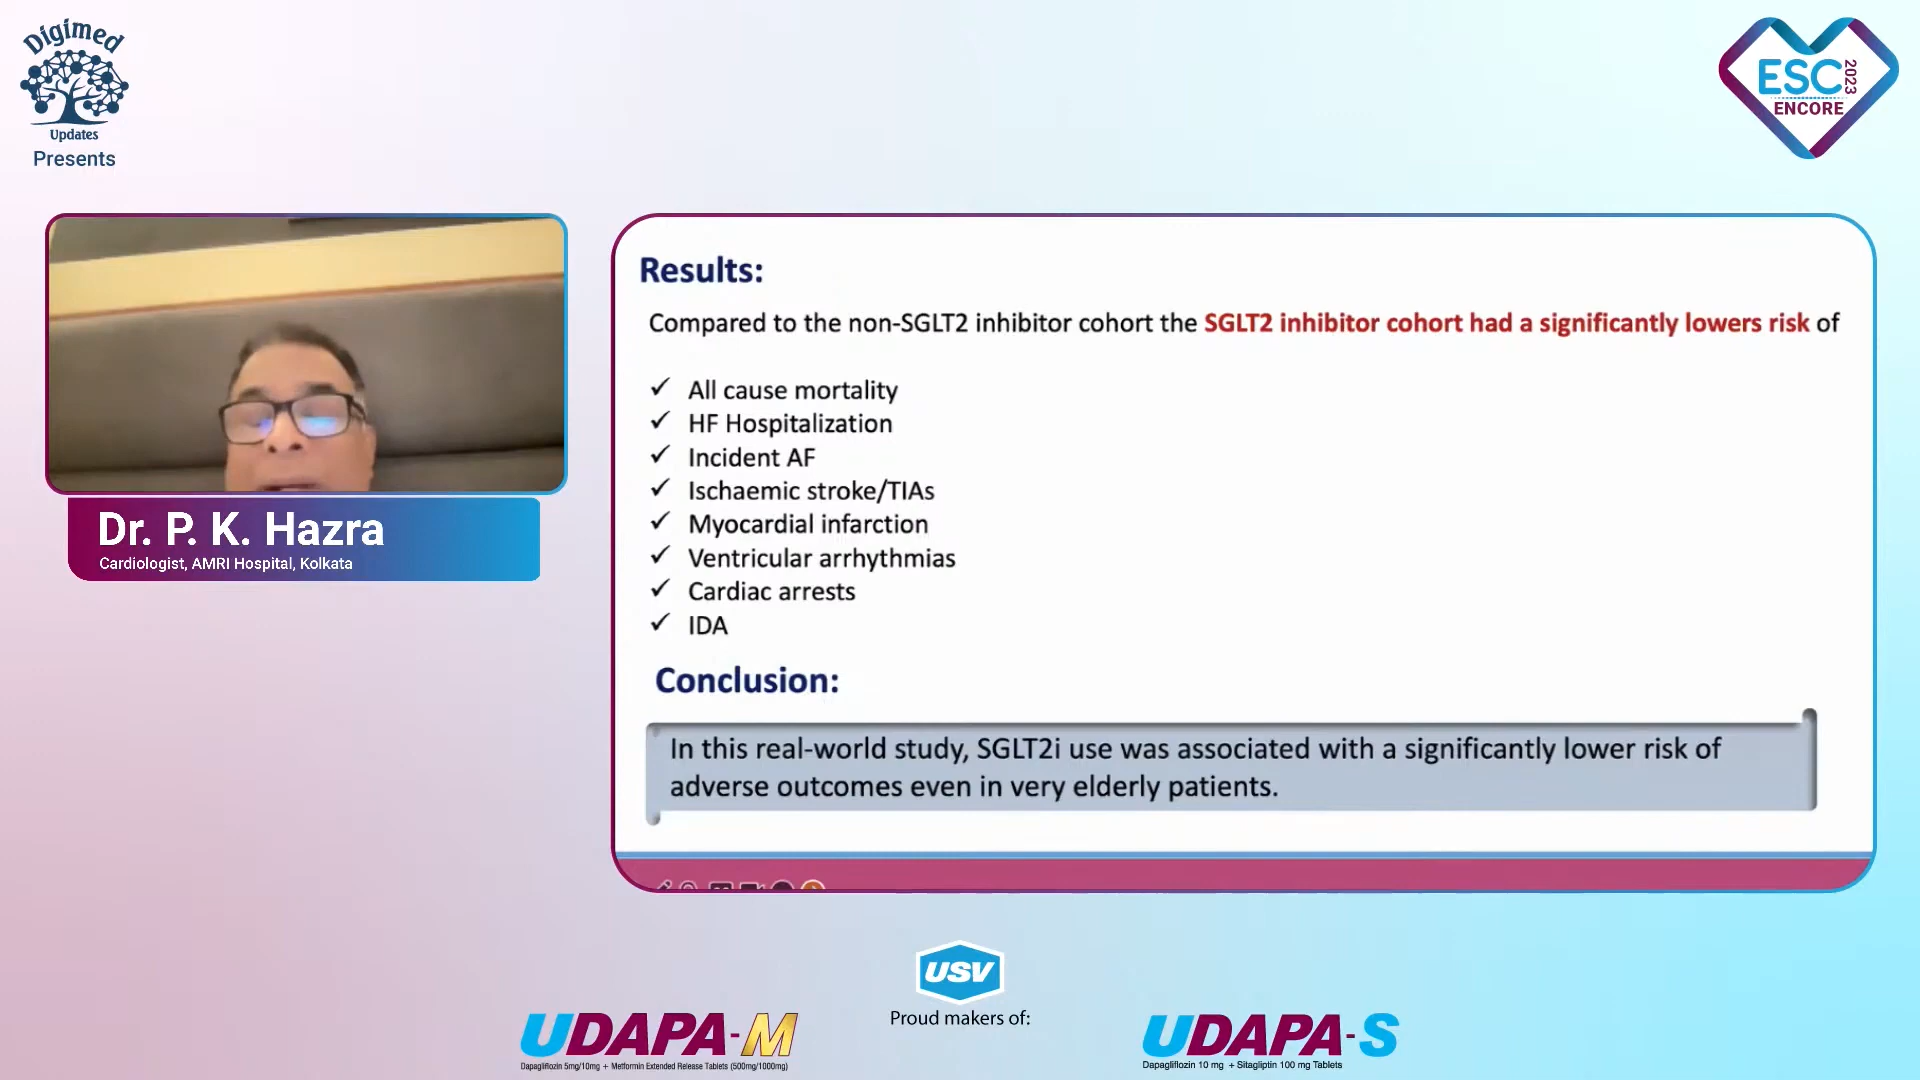 Digimed
Updates
Presents
ESC 2023
ENCORE
Dr. P. K. Hazra
Cardiologist, AMRI Hospital, Kolkata
Results:
Compared to the non-SGLT2 inhibitor cohort the SGLT2 inhibitor cohort had a significantly lowers risk of
✓ All cause mortality
✓ HF Hospitalization
✓ Incident AF
✓ Ischaemic stroke/TIAs
✓ Myocardial infarction
✓ Ventricular arrhythmias
✓ Cardiac arrests
✓ IDA
Conclusion:
In this real-world study, SGLT2i use was associated with a significantly lower risk of
adverse outcomes even in very elderly patients.
USV
Proud makers of:
UDAPA-M
Dapagliflozin 5mg/10mg + Metformin Extended Release Tablets (500mg/1000mg)
UDAPA-S
Dapagliflozin 10 mg + Sitagliptin 100 mg Tablets